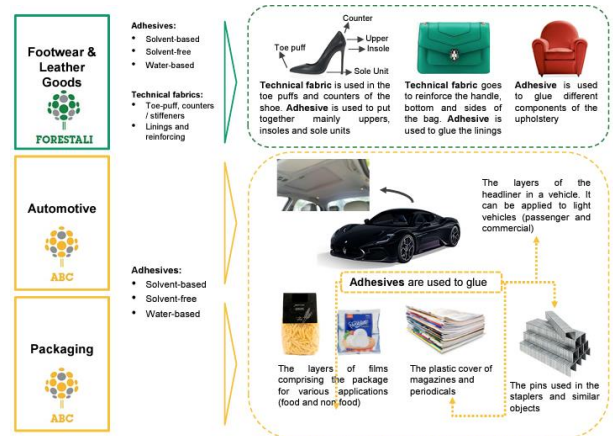 Footwear &
Leather
Goods
FORESTALI
Adhesives:
• Solvent-based
• Solvent-free
• Water-based
Technical fabrics:
• Toe-puff, counters
/ stiffeners
• Linings and
reinforcing
Counter
Upper
Insole
Toe puff
Sole Unit
Technical fabric is used in the
toe puffs and counters of the
shoe. Adhesive is used to put
together mainly uppers,
insoles and sole units
Technical fabric goes
to reinforce the handle,
bottom and sides of
the bag. Adhesive is
used to glue the linings
Adhesive is used
to glue different
components of the
upholstery
Automotive
ABC
Packaging
ABC
Adhesives:
• Solvent-based
• Solvent-free
• Water-based
The layers of the
headliner in a vehicle. It
can be applied to light
vehicles (passenger and
commercial)
Adhesives are used to glue
The layers of films
comprising the package
for various applications
(food and non food)
The plastic cover of
magazines and
periodicals
The pins used in the
staplers and similar
objects